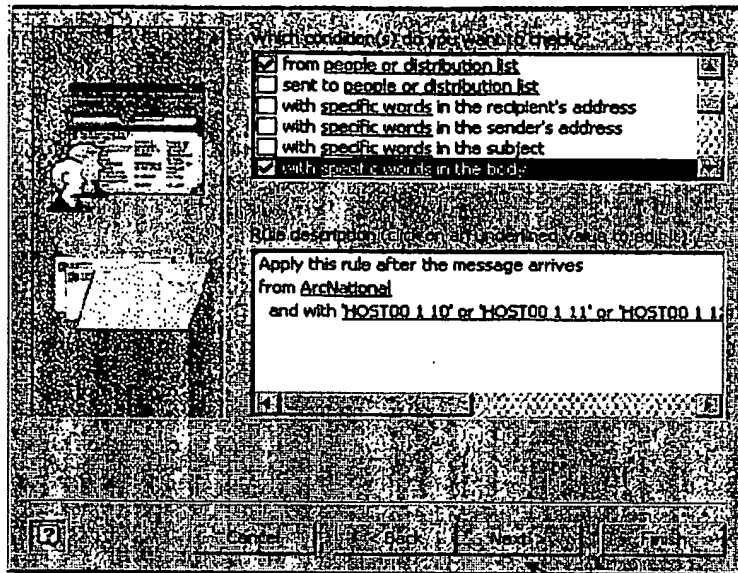 Which condition(s) do you want to check?
from people or distribution list
sent to people or distribution list
with specific words in the recipient's address
with specific words in the sender's address
with specific words in the subject
with specific words in the body
Rule description (click on an underlined value to edit it):
Apply this rule after the message arrives
from ArcNational
and with 'HOST00 1 10' or 'HOST00 1 11' or 'HOST00 1 12
?
Cancel
< Back
Next >
Finish